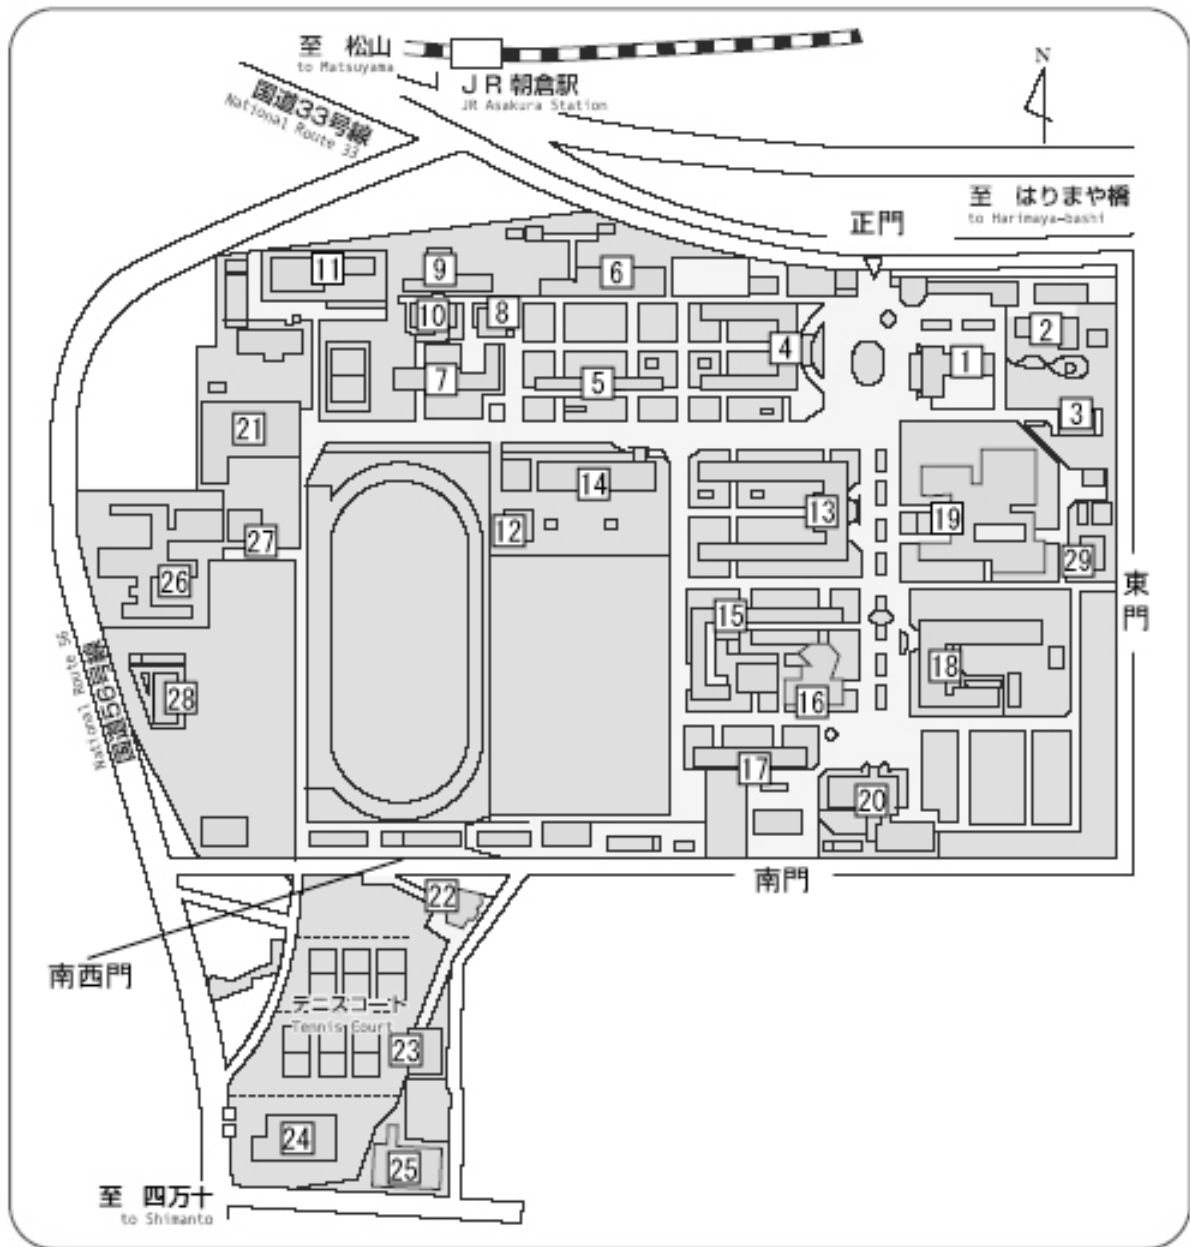 至 松山
to Matsuyama
JR朝倉駅
JR Asakura Station
N
国道33号線
National Route 33
至 はりまや橋
to Harimaya-bashi
正門
11
9
6
10
8
2
4
1
7
5
3
21
14
13
19
12
27
29
26
東門
15
18
国道56号線
National Route 56
28
16
17
20
南門
22
南西門
テニスコート
Tennis Court
23
24
25
至 四万十
to Shimanto